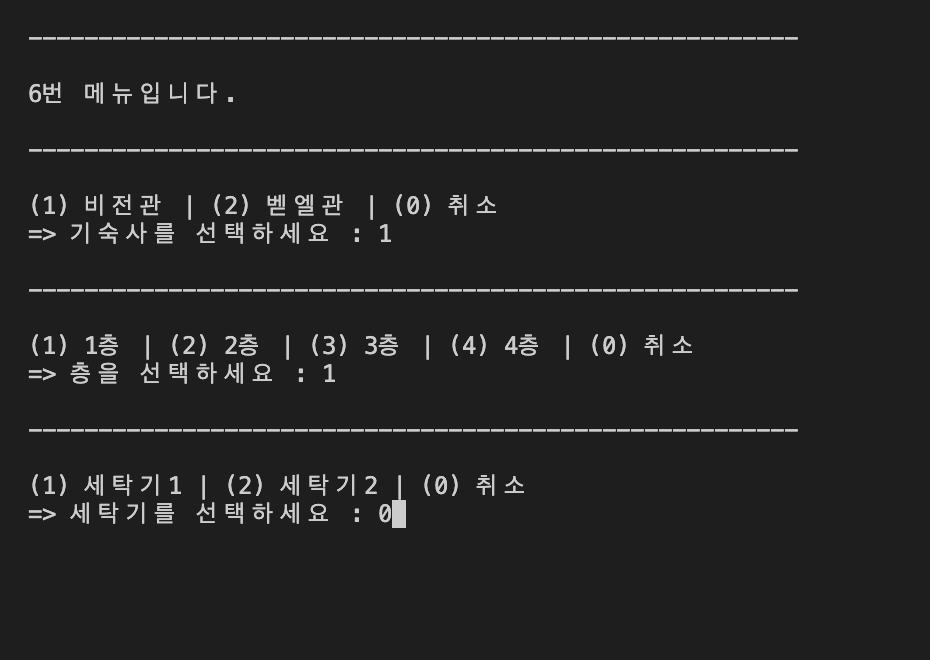 6번 메뉴입니다.
(1) 비전관 | (2) 벧엘관 | (0) 취소
=> 기숙사를 선택하세요 : 1
(1) 1층 | (2) 2층 | (3) 3층 | (4) 4층 | (0) 취소
=> 층을 선택하세요 : 1
(1) 세탁기1 | (2) 세탁기2 | (0) 취소
=> 세탁기를 선택하세요 : 0